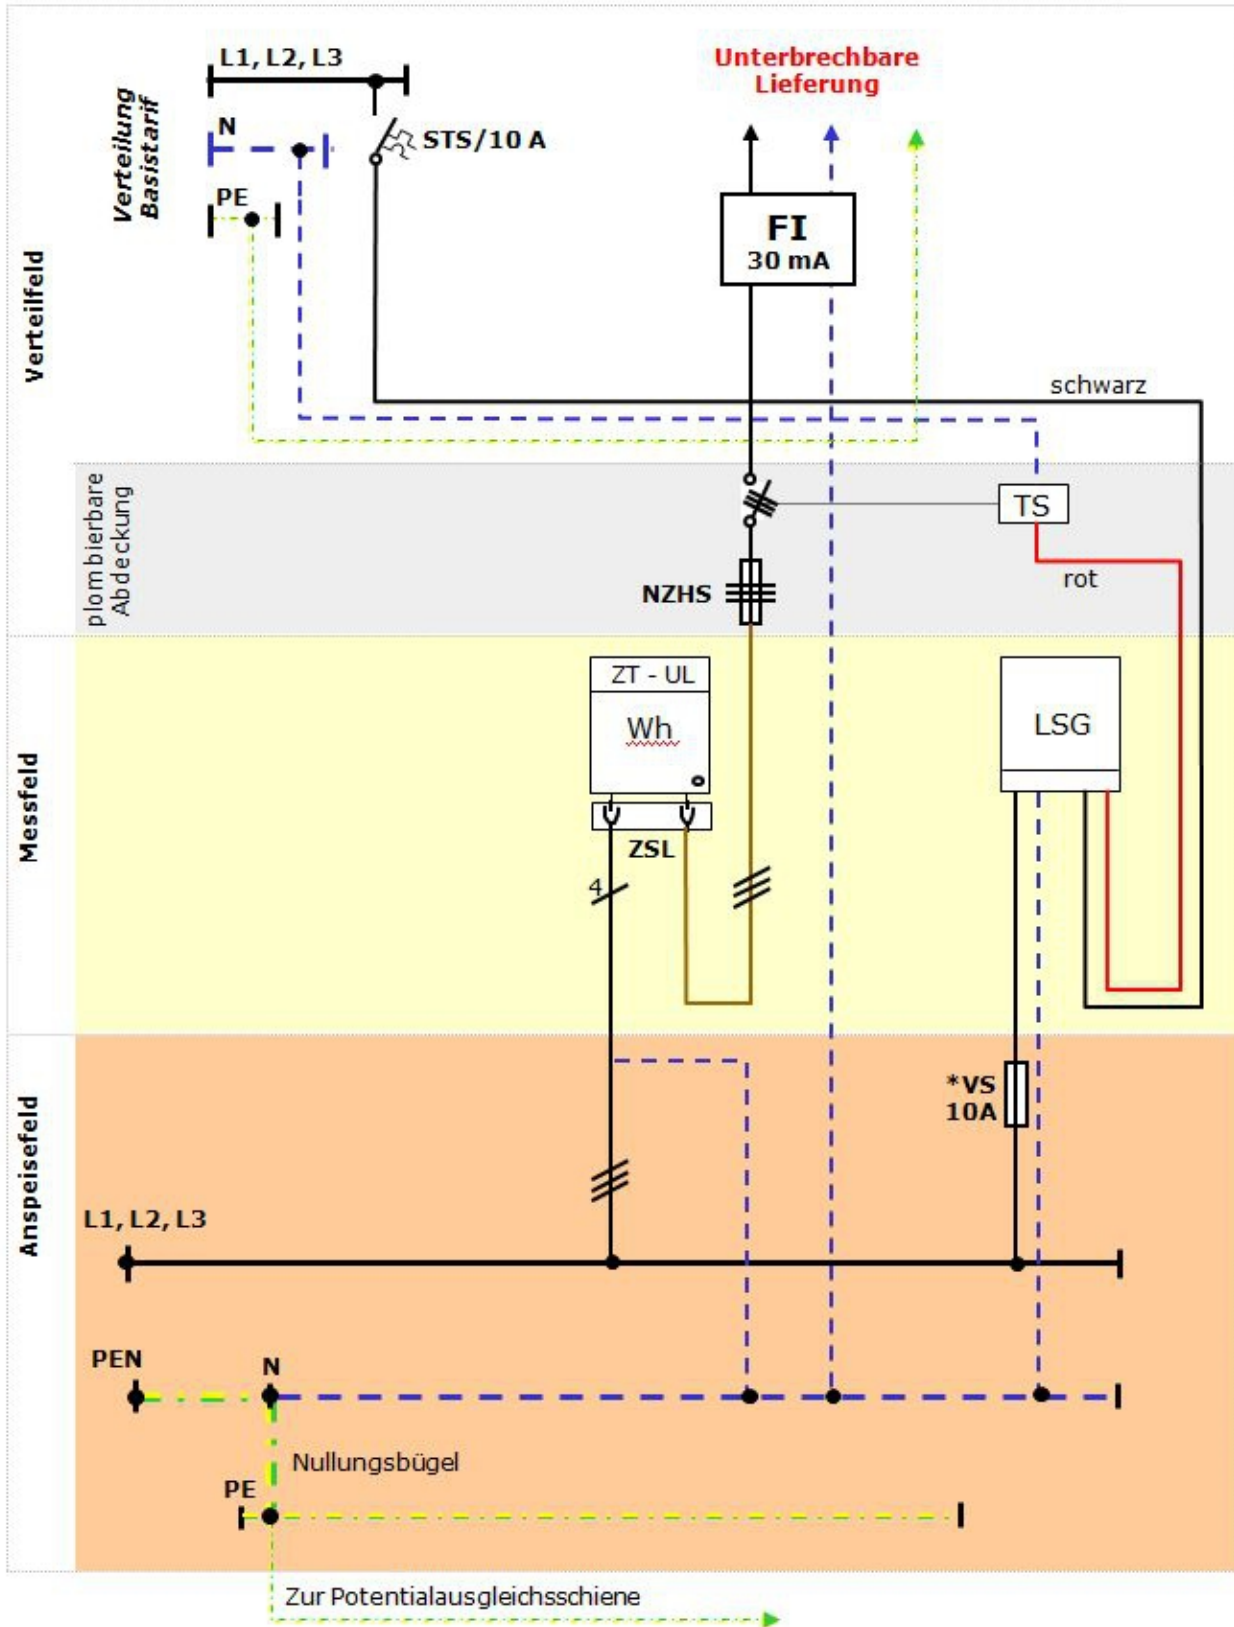 L1, L2, L3
Unterbrechbare
Lieferung
Verteilung
Basistarif
N
STS/10 A
PE
FI
30 mA
Verteilfeld
schwarz
plombierbare
Abdeckung
TS
rot
NZHS
ZT - UL
Wh
LSG
ZSL
Messfeld
4
*VS
10A
Anspeisefeld
L1, L2, L3
PEN
N
Nullungsbügel
PE
Zur Potentialausgleichsschiene